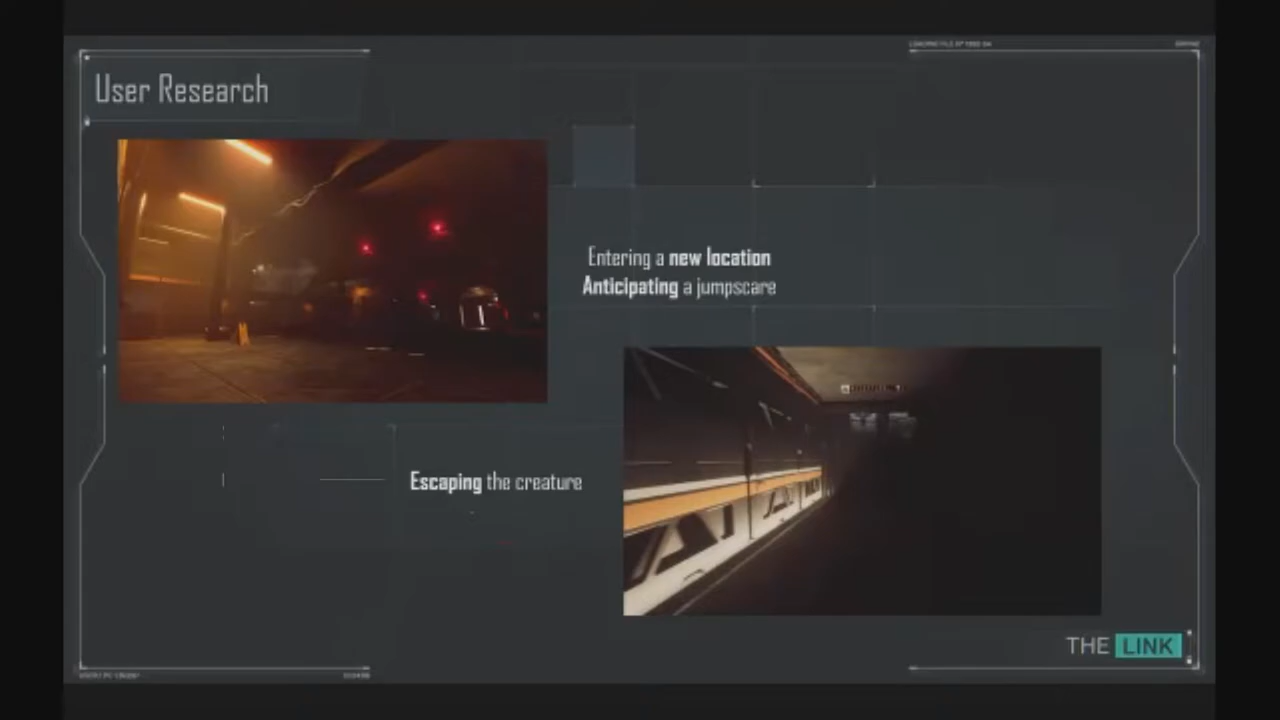 User Research
Entering a new location
Anticipating a jumpscare
Escaping the creature
THE LINK